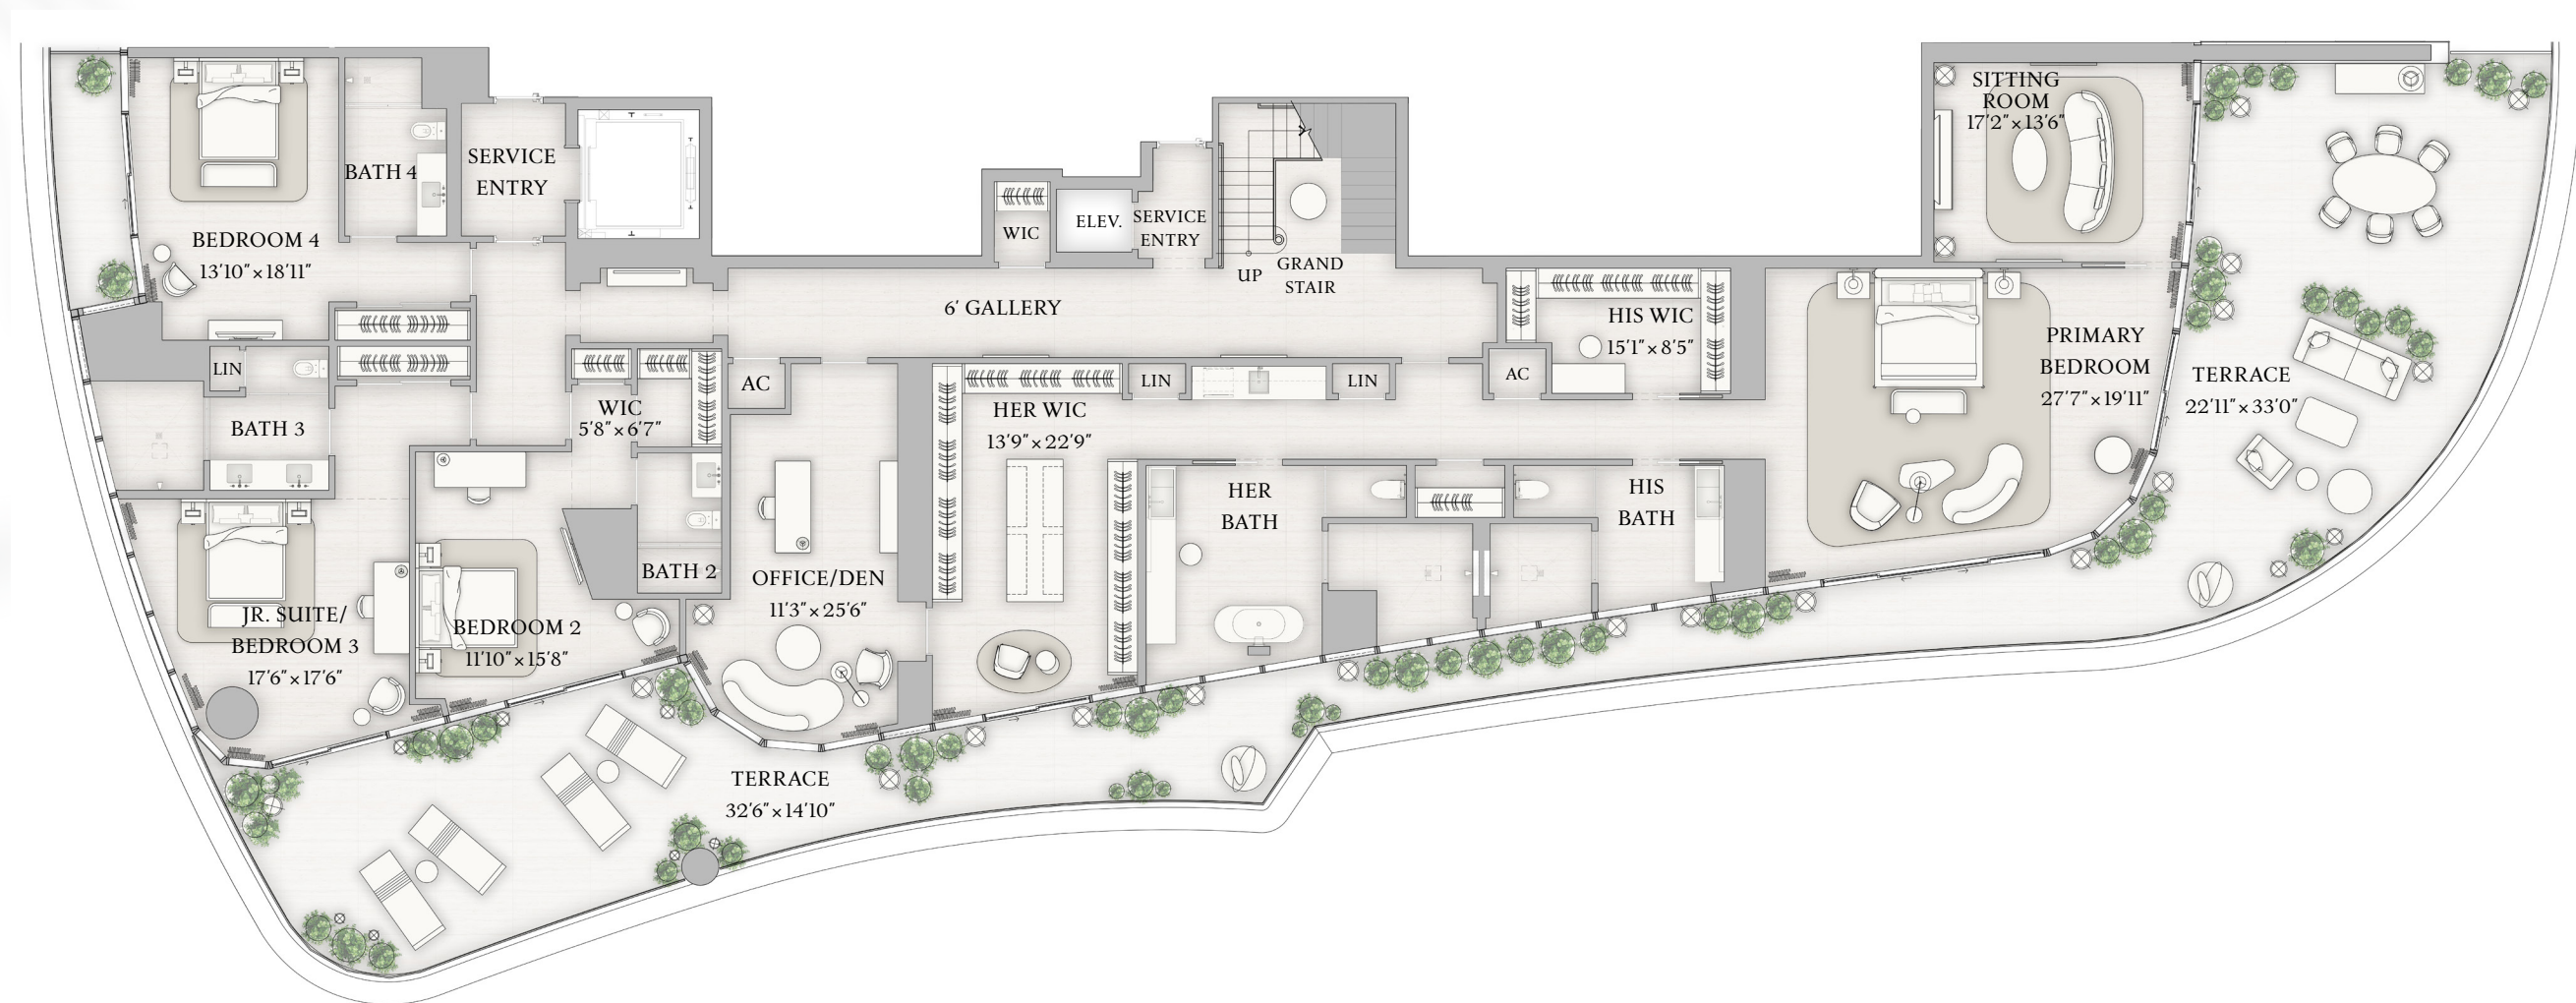 BEDROOM 4
13'10"×18'11"
BATH 4
SERVICE
ENTRY
WIC
ELEV.
SERVICE
ENTRY
UP
GRAND
STAIR
6' GALLERY
SITTING
ROOM
17'2"×13'6"
HIS WIC
15'1"×8'5"
PRIMARY
BEDROOM
27'7"×19'11"
TERRACE
22'11"×33'0"
LIN
BATH 3
WIC
5'8"×6'7"
AC
HER WIC
13'9"×22'9"
LIN
LIN
AC
HER
BATH
HIS
BATH
JR. SUITE/
BEDROOM 3
17'6"×17'6"
BEDROOM 2
11'10"×15'8"
BATH 2
OFFICE/DEN
11'3"×25'6"
TERRACE
32'6"×14'10"